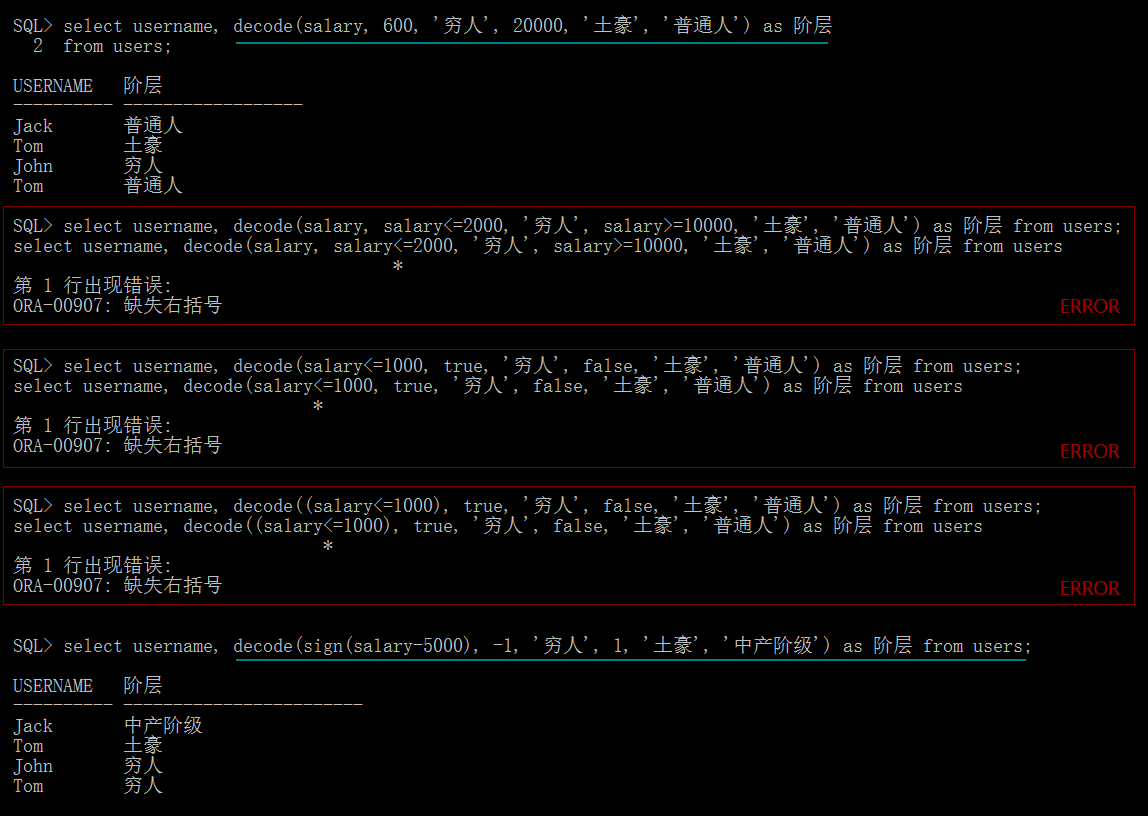 SQL> select username, decode(salary, 600, '穷人', 20000, '土豪', '普通人') as 阶层
  2  from users;
USERNAME   阶层
---------- ------------------
Jack       普通人
Tom        土豪
John       穷人
Tom        普通人
SQL> select username, decode(salary, salary<=2000, '穷人', salary>=10000, '土豪', '普通人') as 阶层 from users;
select username, decode(salary, salary<=2000, '穷人', salary>=10000, '土豪', '普通人') as 阶层 from users
*
第 1 行出现错误:
ORA-00907: 缺失右括号
ERROR
SQL> select username, decode(salary<=1000, true, '穷人', false, '土豪', '普通人') as 阶层 from users;
select username, decode(salary<=1000, true, '穷人', false, '土豪', '普通人') as 阶层 from users
*
第 1 行出现错误:
ORA-00907: 缺失右括号
ERROR
SQL> select username, decode((salary<=1000), true, '穷人', false, '土豪', '普通人') as 阶层 from users;
select username, decode((salary<=1000), true, '穷人', false, '土豪', '普通人') as 阶层 from users
*
第 1 行出现错误:
ORA-00907: 缺失右括号
ERROR
SQL> select username, decode(sign(salary-5000), -1, '穷人', 1, '土豪', '中产阶级') as 阶层 from users;
USERNAME   阶层
---------- ------------------------
Jack       中产阶级
Tom        土豪
John       穷人
Tom        穷人